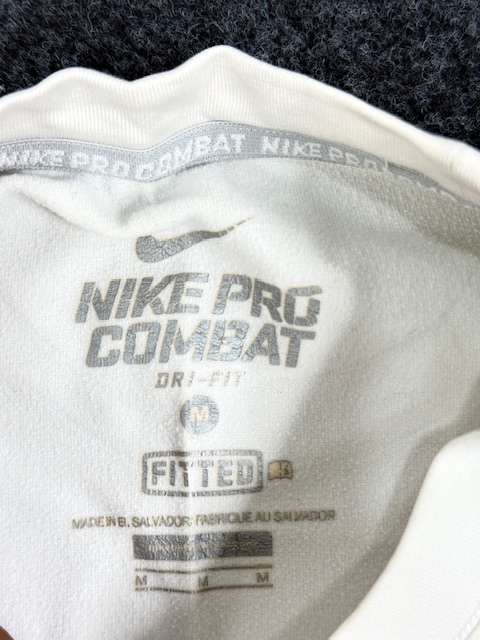 NIKE PRO COMBAT NIKE PRO
NIKE PRO
COMBAT
DRI-FIT
M
FITTED
MADE IN EL SALVADOR/FABRIQUE AU SALVADOR
M M M